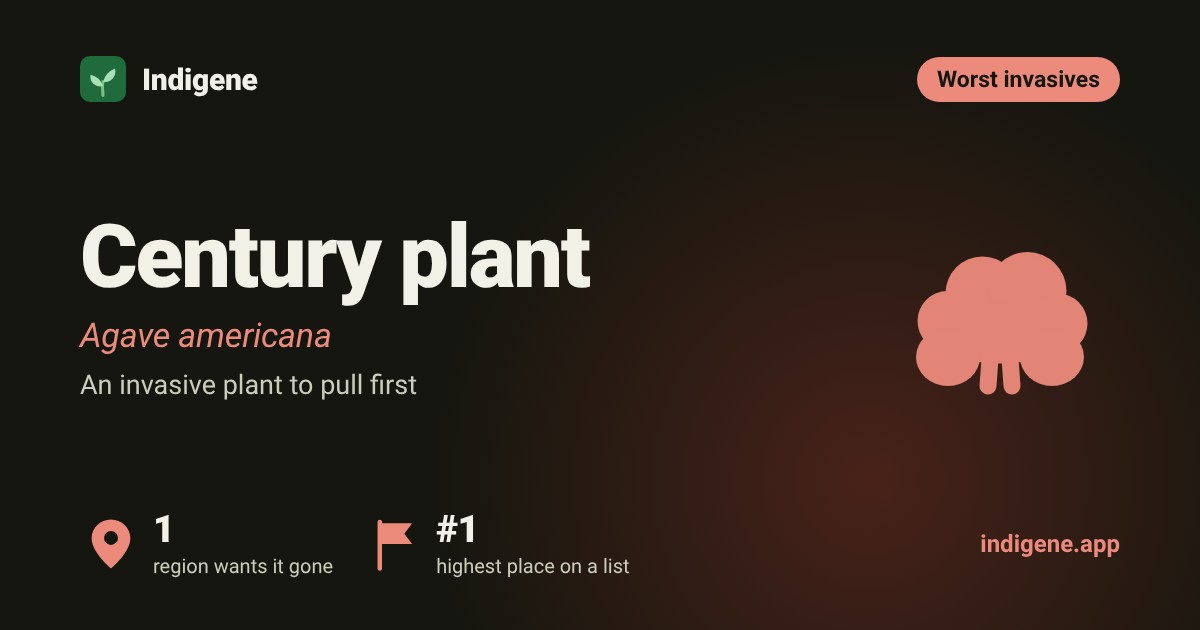 Indigene
Worst invasives
Century plant
Agave americana
An invasive plant to pull first
1
region wants it gone
#1
highest place on a list
indigene.app